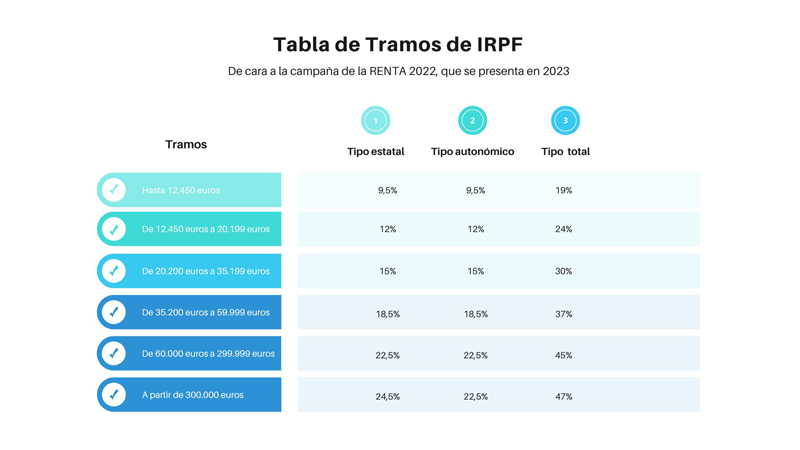 Tabla de Tramos de IRPF
De cara a la campaña de la RENTA 2022, que se presenta en 2023
1 2 3
Tramos Tipo estatal Tipo autonómico Tipo total
Hasta 12.450 euros 9,5% 9,5% 19%
De 12.450 euros a 20.199 euros 12% 12% 24%
De 20.200 euros a 35.199 euros 15% 15% 30%
De 35.200 euros a 59.999 euros 18,5% 18,5% 37%
De 60.000 euros a 299.999 euros 22,5% 22,5% 45%
A partir de 300.000 euros 24,5% 22,5% 47%